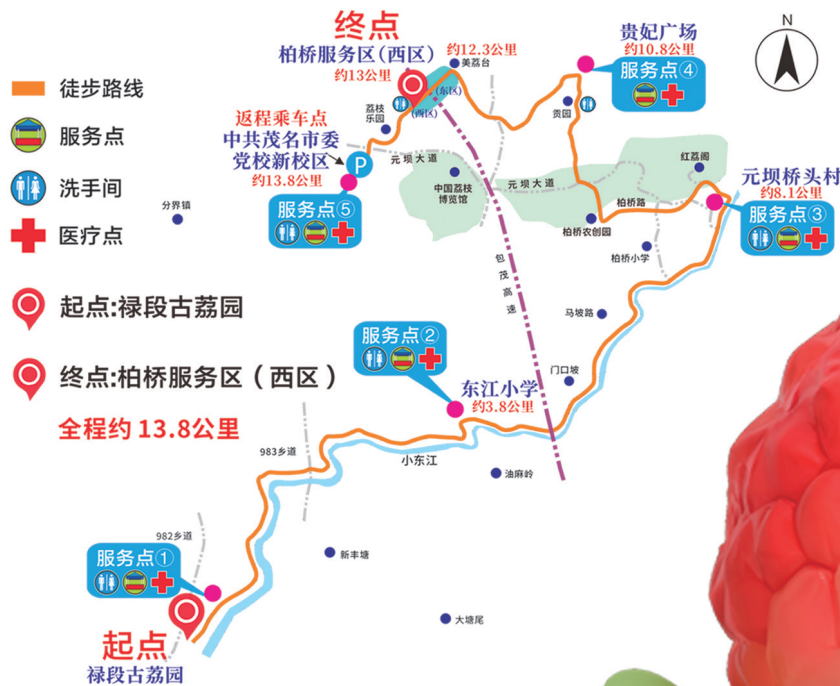 N
终点
柏桥服务区(西区)
约13公里
约12.3公里
美荔台
(东区)
(西区)
贵妃广场
约10.8公里
服务点④
贡园
徒步路线
服务点
洗手间
医疗点
起点:禄段古荔园
终点:柏桥服务区（西区）
全程约 13.8公里
荔枝
乐园
返程乘车点
中共茂名市委
党校新校区
约13.8公里
P
服务点⑤
元坝大道
中国荔枝
博览馆
元坝大道
红荔阁
元坝桥头村
约8.1公里
服务点③
柏桥路
柏桥农创园
柏桥小学
分界镇
包茂高速
马坡路
门口坡
服务点②
东江小学
约3.8公里
983乡道
小东江
油麻岭
982乡道
服务点①
新丰塘
大塘尾
起点
禄段古荔园